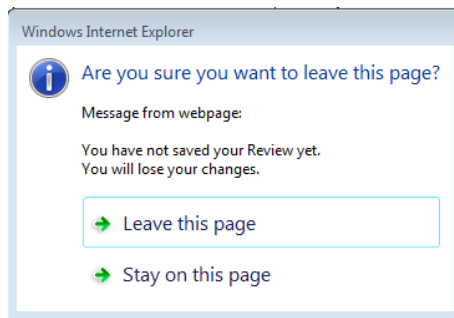 Windows Internet Explorer
Are you sure you want to leave this page?
Message from webpage:
You have not saved your Review yet.
You will lose your changes.
Leave this page
Stay on this page